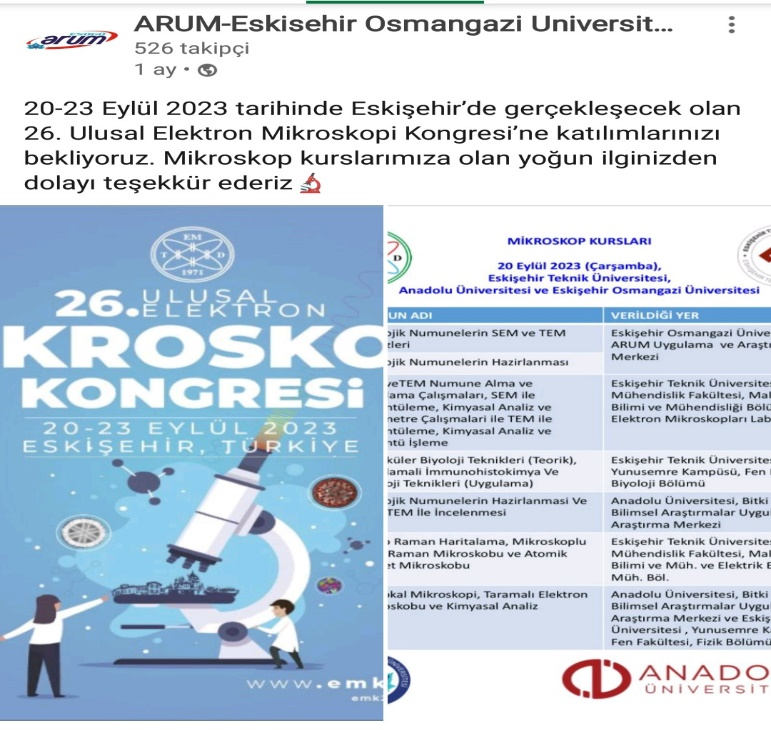 arum
ARUM-Eskisehir Osmangazi Universit...
526 takipçi
1 ay •
20-23 Eylül 2023 tarihinde Eskişehir'de gerçekleşecek olan
26. Ulusal Elektron Mikroskopi Kongresi'ne katılımlarınızı
bekliyoruz. Mikroskop kurslarımıza olan yoğun ilginizden
dolayı teşekkür ederiz 🔬
EM
T D
1971
26. ULUSAL
ELEKTRON
KROSKO
KONGRESİ
20-23 EYLÜL 2023
ESKİŞEHİR, TÜRKİYE
www.emk
emk
D
MİKROSKOP KURSLARI
20 Eylül 2023 (Çarşamba),
Eskişehir Teknik Üniversitesi,
Anadolu Üniversitesi ve Eskişehir Osmangazi Üniversitesi
UN ADI
VERİLDİĞİ YER
ojik Numunelerin SEM ve TEM
zleri
Eskişehir Osmangazi Ünive
ARUM Uygulama ve Araştı
Merkezi
ojik Numunelerin Hazirlanması
veTEM Numune Alma ve
lama Çalışmaları, SEM ile
ntüleme, Kimyasal Analiz ve
metre Çalışmalari ile TEM ile
ntüleme, Kimyasal Analiz ve
ntü İşleme
Eskişehir Teknik Üniversites
Mühendislik Fakültesi, Mal
Bilimi ve Mühendisliği Bölü
Elektron Mikroskopları Lab
küler Biyoloji Teknikleri (Teorik),
lamali İmmunohistokimya Ve
oji Teknikleri (Uygulama)
Eskişehir Teknik Üniversites
Yunusemre Kampüsü, Fen
Biyoloji Bölümü
ojik Numunelerin Hazırlanması Ve
TEM İle İncelenmesi
Anadolu Üniversitesi, Bitki
Bilimsel Araştırmalar Uygu
Araştırma Merkezi
o Raman Haritalama, Mikroskoplu
Raman Mikroskobu ve Atomik
et Mikroskobu
Eskişehir Teknik Üniversites
Mühendislik Fakültesi, Mal
Bilimi ve Müh. ve Elektrik E
Müh. Böl.
kal Mikroskopi, Taramalı Elektron
oskobu ve Kimyasal Analiz
Anadolu Üniversitesi, Bitki
Bilimsel Araştırmalar Uygu
Araştırma Merkezi ve Eskiş
Üniversitesi , Yunusemre K
Fen Fakültesi, Fizik Bölümü
ANADO
ÜNİVERSİT